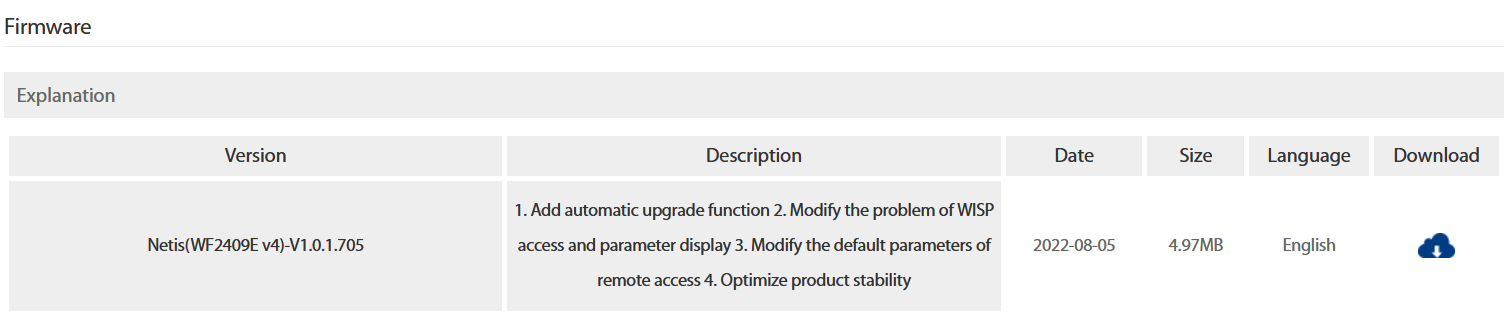 Firmware
Explanation
Version Description Date Size Language Download
1. Add automatic upgrade function 2. Modify the problem of WISP
Netis(WF2409E v4)-V1.0.1.705 access and parameter display 3. Modify the default parameters of 2022-08-05 4.97MB English
remote access 4. Optimize product stability